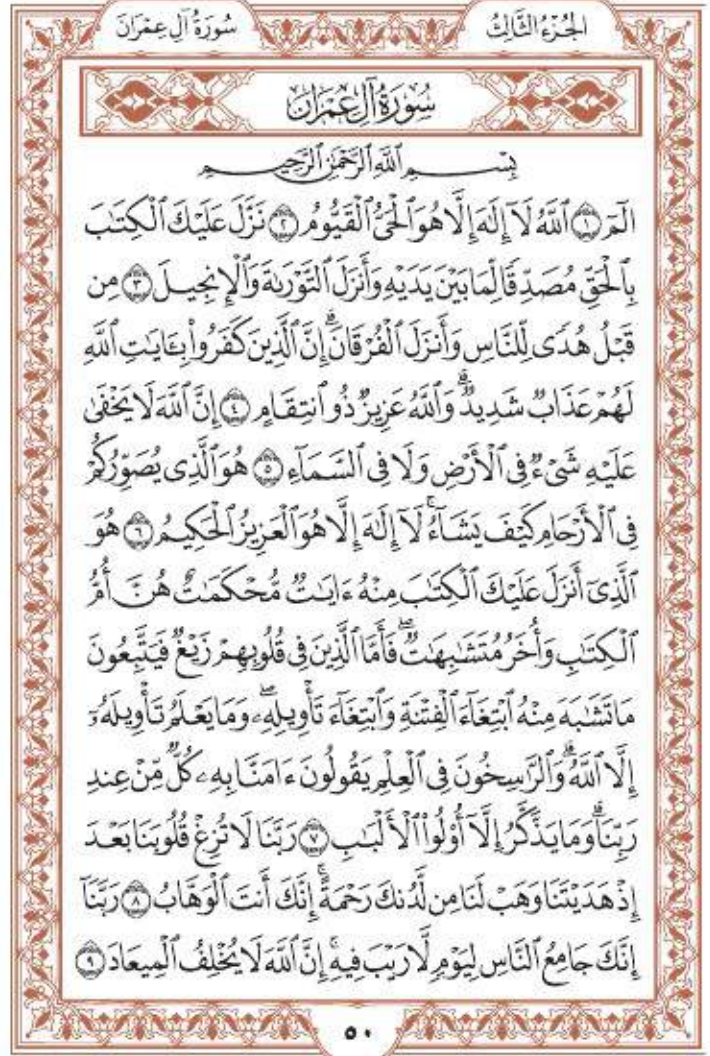 الجُزْءُ الثَّالِثُ
سُورَةُ آلِ عِمْرَانَ
سُورَةُ آلِ عِمْرَانَ
بِسْمِ ٱللَّهِ ٱلرَّحْمَٰنِ ٱلرَّحِيمِ
الٓمٓ ١ ٱللَّهُ لَآ إِلَٰهَ إِلَّا هُوَ ٱلْحَىُّ ٱلْقَيُّومُ ٢ نَزَّلَ عَلَيْكَ ٱلْكِتَٰبَ
بِٱلْحَقِّ مُصَدِّقًا لِّمَا بَيْنَ يَدَيْهِ وَأَنزَلَ ٱلتَّوْرَىٰةَ وَٱلْإِنجِيلَ ٣ مِن
قَبْلُ هُدًى لِّلنَّاسِ وَأَنزَلَ ٱلْفُرْقَانَۗ إِنَّ ٱلَّذِينَ كَفَرُوا۟ بِـَٔايَٰتِ ٱللَّهِ
لَهُمْ عَذَابٌ شَدِيدٌۗ وَٱللَّهُ عَزِيزٌ ذُو ٱنتِقَامٍ ٤ إِنَّ ٱللَّهَ لَا يَخْفَىٰ
عَلَيْهِ شَىْءٌ فِى ٱلْأَرْضِ وَلَا فِى ٱلسَّمَآءِ ٥ هُوَ ٱلَّذِى يُصَوِّرُكُمْ
فِى ٱلْأَرْحَامِ كَيْفَ يَشَآءُۚ لَآ إِلَٰهَ إِلَّا هُوَ ٱلْعَزِيزُ ٱلْحَكِيمُ ٦ هُوَ
ٱلَّذِىٓ أَنزَلَ عَلَيْكَ ٱلْكِتَٰبَ مِنْهُ ءَايَٰتٌ مُّحْكَمَٰتٌ هُنَّ أُمُّ
ٱلْكِتَٰبِ وَأُخَرُ مُتَشَٰبِهَٰتٌۖ فَأَمَّا ٱلَّذِينَ فِى قُلُوبِهِمْ زَيْغٌ فَيَتَّبِعُونَ
مَا تَشَٰبَهَ مِنْهُ ٱبْتِغَآءَ ٱلْفِتْنَةِ وَٱبْتِغَآءَ تَأْوِيلِهِۦۖ وَمَا يَعْلَمُ تَأْوِيلَهُۥٓ
إِلَّا ٱللَّهُۗ وَٱلرَّٰسِخُونَ فِى ٱلْعِلْمِ يَقُولُونَ ءَامَنَّا بِهِۦ كُلٌّ مِّنْ عِندِ
رَبِّنَاۗ وَمَا يَذَّكَّرُ إِلَّآ أُو۟لُوا۟ ٱلْأَلْبَٰبِ ٧ رَبَّنَا لَا تُزِغْ قُلُوبَنَا بَعْدَ
إِذْ هَدَيْتَنَا وَهَبْ لَنَا مِن لَّدُنكَ رَحْمَةًۚ إِنَّكَ أَنتَ ٱلْوَهَّابُ ٨ رَبَّنَآ
إِنَّكَ جَامِعُ ٱلنَّاسِ لِيَوْمٍ لَّا رَيْبَ فِيهِۚ إِنَّ ٱللَّهَ لَا يُخْلِفُ ٱلْمِيعَادَ ٩
٥٠